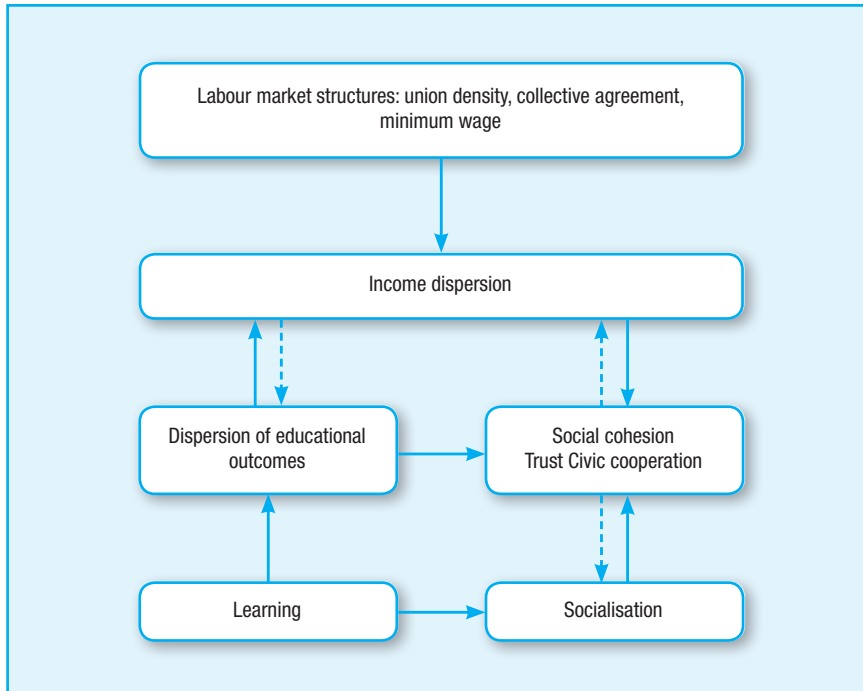 Labour market structures: union density, collective agreement,
minimum wage
Income dispersion
Dispersion of educational
outcomes
Social cohesion
Trust Civic cooperation
Learning
Socialisation